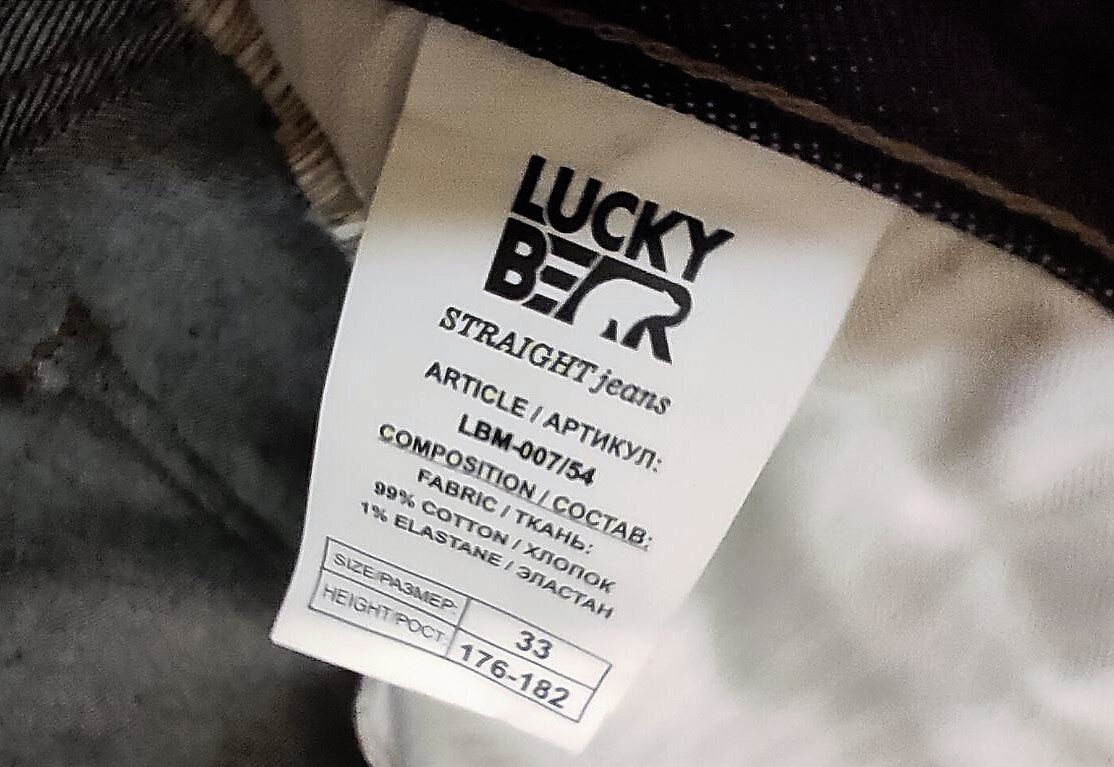 LUCKY
BEAR
STRAIGHT jeans
ARTICLE / АРТИКУЛ:
LBM-007/54
COMPOSITION / СОСТАВ:
FABRIC / ТКАНЬ:
99% COTTON / ХЛОПОК
1% ELASTANE / ЭЛАСТАН
SIZE/РАЗМЕР: 33
HEIGHT/РОСТ: 176-182